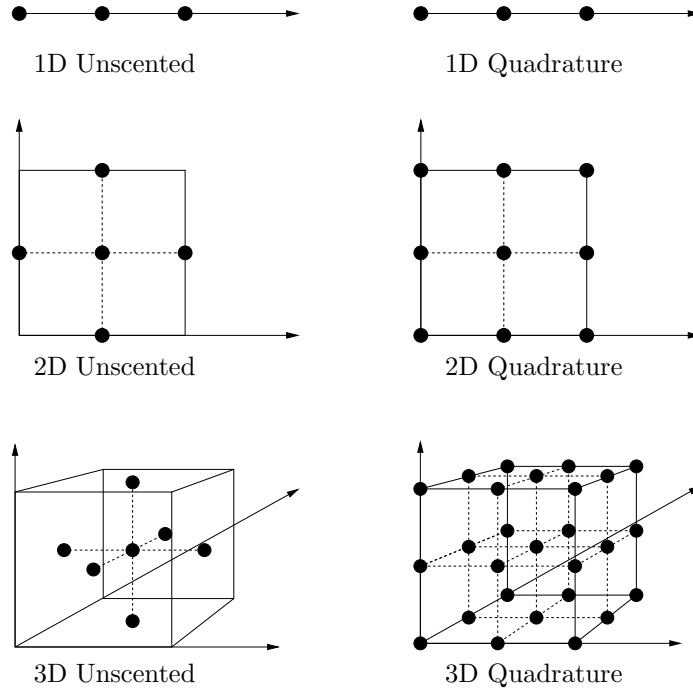 1D Unscented
1D Quadrature
2D Unscented
2D Quadrature
3D Unscented
3D Quadrature